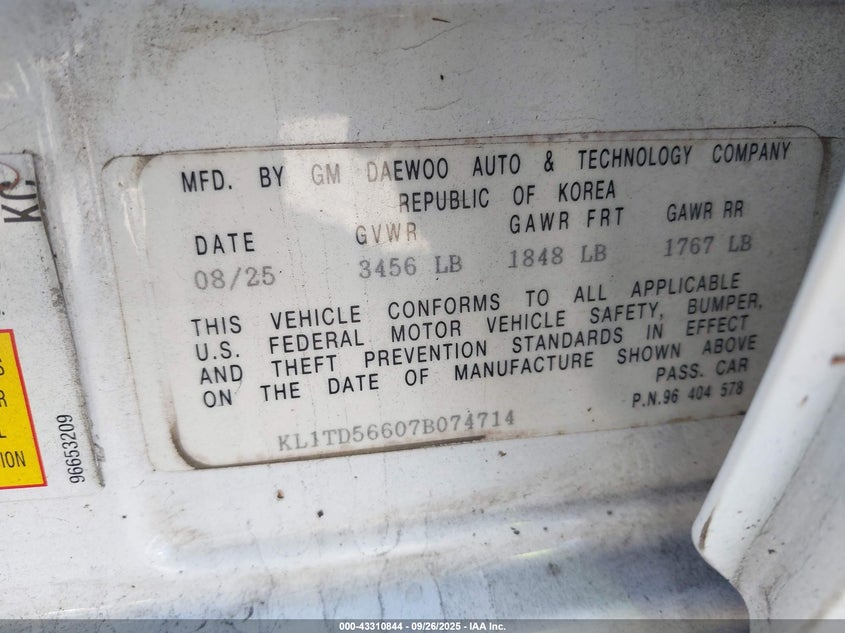 KC
S
R
L
ION
96653209
MFD. BY GM DAEWOO AUTO & TECHNOLOGY COMPANY
REPUBLIC OF KOREA
DATE GVWR GAWR FRT GAWR RR
08/25 3456 LB 1848 LB 1767 LB
THIS VEHICLE CONFORMS TO ALL APPLICABLE
U.S. FEDERAL MOTOR VEHICLE SAFETY, BUMPER,
AND THEFT PREVENTION STANDARDS IN EFFECT
ON THE DATE OF MANUFACTURE SHOWN ABOVE
PASS. CAR
P.N.96 404 578
KL1TD56607B074714
000-43310844 - 09/26/2025 - IAA Inc.